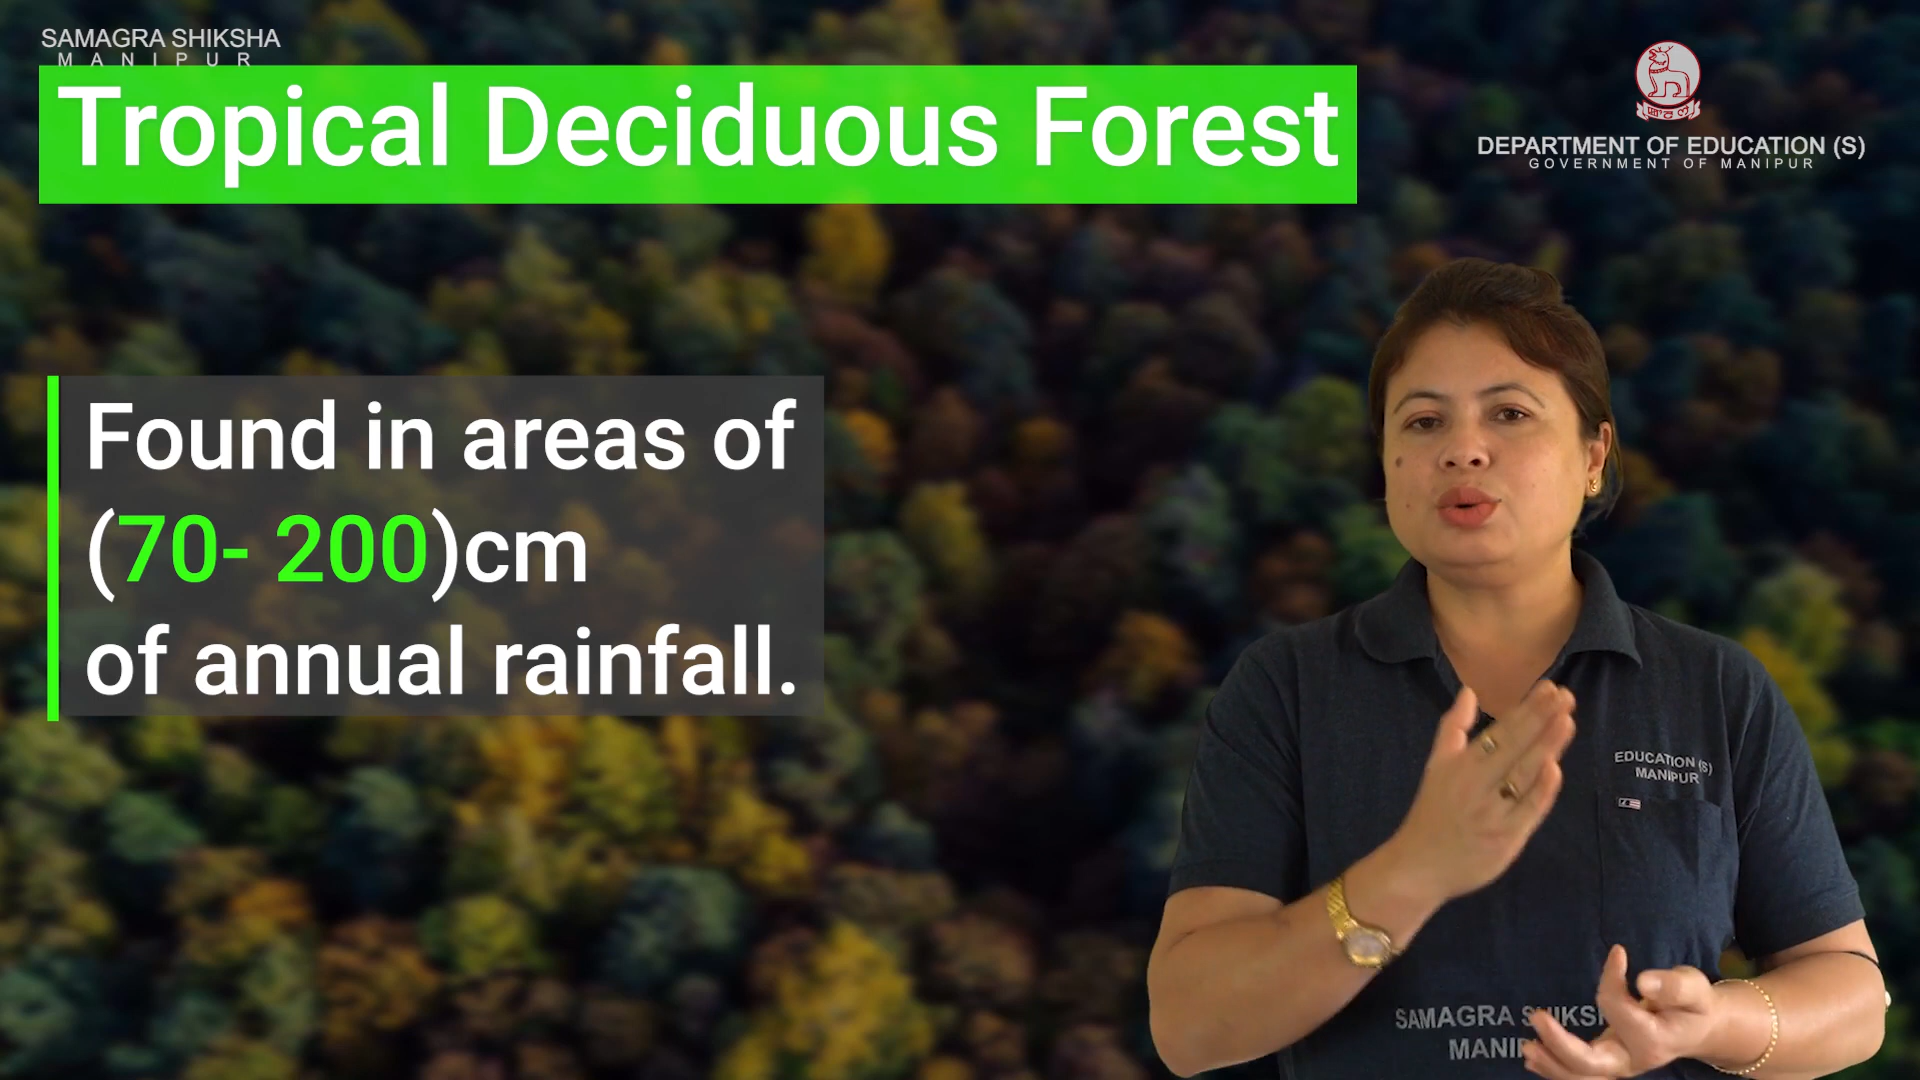 SAMAGRA SHIKSHA
MANIPUR
Tropical Deciduous Forest
DEPARTMENT OF EDUCATION (S)
GOVERNMENT OF MANIPUR
Found in areas of
(70- 200)cm
of annual rainfall.
EDUCATION (S)
MANIPUR
SAMAGRA